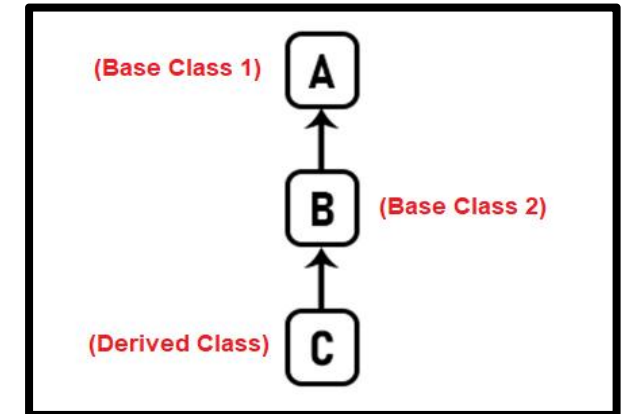 (Base Class 1) A
B (Base Class 2)
(Derived Class) C